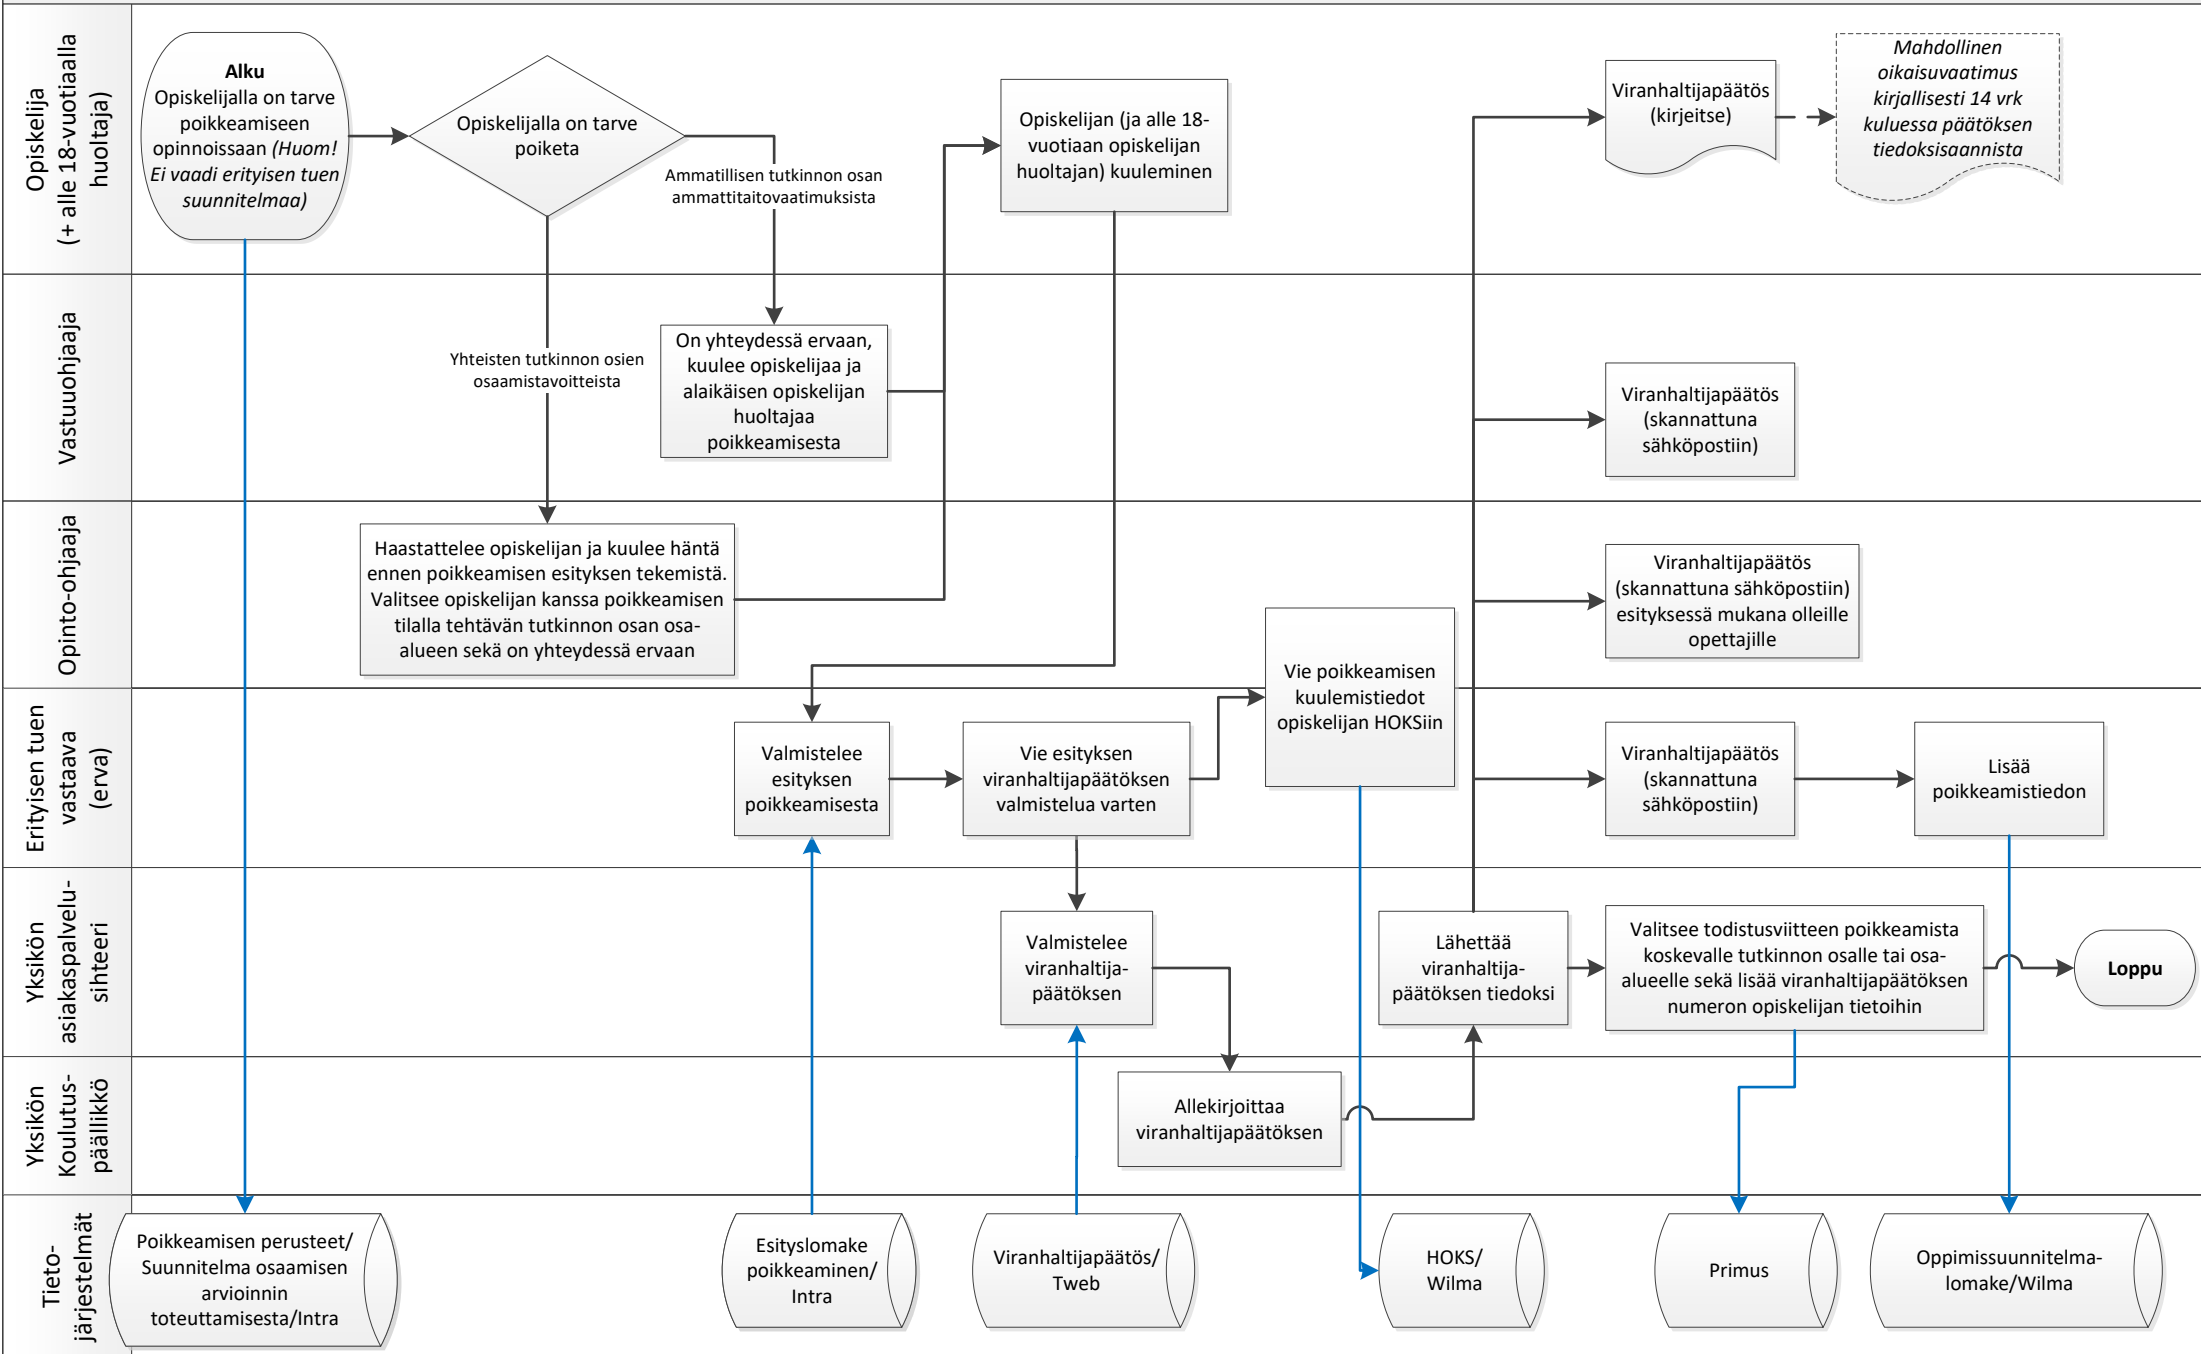 Opiskelija
(+ alle 18-vuotiaalla
huoltaja)
Alku
Opiskelijalla on tarve
poikkeamiseen
opinnoissaan (Huom!
Ei vaadi erityisen tuen
suunnitelmaa)
Opiskelijalla on tarve
poiketa
Ammatillisen tutkinnon osan
ammattitaitovaatimuksista
Opiskelijan (ja alle 18-
vuotiaan opiskelijan
huoltajan) kuuleminen
Viranhaltijapäätös
(kirjeitse)
Mahdollinen
oikaisuvaatimus
kirjallisesti 14 vrk
kuluessa päätöksen
tiedoksisaannista
Vastuuohjaaja
Yhteisten tutkinnon osien
osaamistavoitteista
On yhteydessä ervaan,
kuulee opiskelijaa ja
alaikäisen opiskelijan
huoltajaa
poikkeamisesta
Viranhaltijapäätös
(skannattuna
sähköpostiin)
Opinto-ohjaaja
Haastattelee opiskelijan ja kuulee häntä
ennen poikkeamisen esityksen tekemistä.
Valitsee opiskelijan kanssa poikkeamisen
tilalla tehtävän tutkinnon osan osa-
alueen sekä on yhteydessä ervaan
Viranhaltijapäätös
(skannattuna sähköpostiin)
esityksessä mukana olleille
opettajille
Erityisen tuen
vastaava
(erva)
Valmistelee
esityksen
poikkeamisesta
Vie esityksen
viranhaltijapäätöksen
valmistelua varten
Vie poikkeamisen
kuulemistiedot
opiskelijan HOKSiin
Viranhaltijapäätös
(skannattuna
sähköpostiin)
Lisää
poikkeamistiedon
Yksikön
asiakaspalvelu-
sihteeri
Valmistelee
viranhaltija-
päätöksen
Lähettää
viranhaltija-
päätöksen tiedoksi
Valitsee todistusviitteen poikkeamista
koskevalle tutkinnon osalle tai osa-
alueelle sekä lisää viranhaltijapäätöksen
numeron opiskelijan tietoihin
Loppu
Yksikön
Koulutus-
päällikkö
Allekirjoittaa
viranhaltijapäätöksen
Tieto-
järjestelmät
Poikkeamisen perusteet/
Suunnitelma osaamisen
arvioinnin
toteuttamisesta/Intra
Esityslomake
poikkeaminen/
Intra
Viranhaltijapäätös/
Tweb
HOKS/
Wilma
Primus
Oppimissuunnitelma-
lomake/Wilma